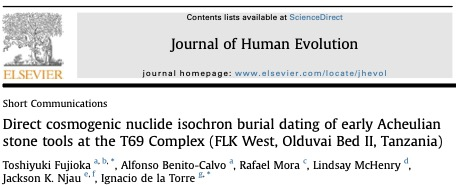 Contents lists available at ScienceDirect
Journal of Human Evolution
ELSEVIER
journal homepage: www.elsevier.com/locate/jhevol
Short Communications
Direct cosmogenic nuclide isochron burial dating of early Acheulian
stone tools at the T69 Complex (FLK West, Olduvai Bed II, Tanzania)
Toshiyuki Fujioka a, b, *, Alfonso Benito-Calvo a, Rafael Mora c, Lindsay McHenry d,
Jackson K. Njau e, f, Ignacio de la Torre g, *